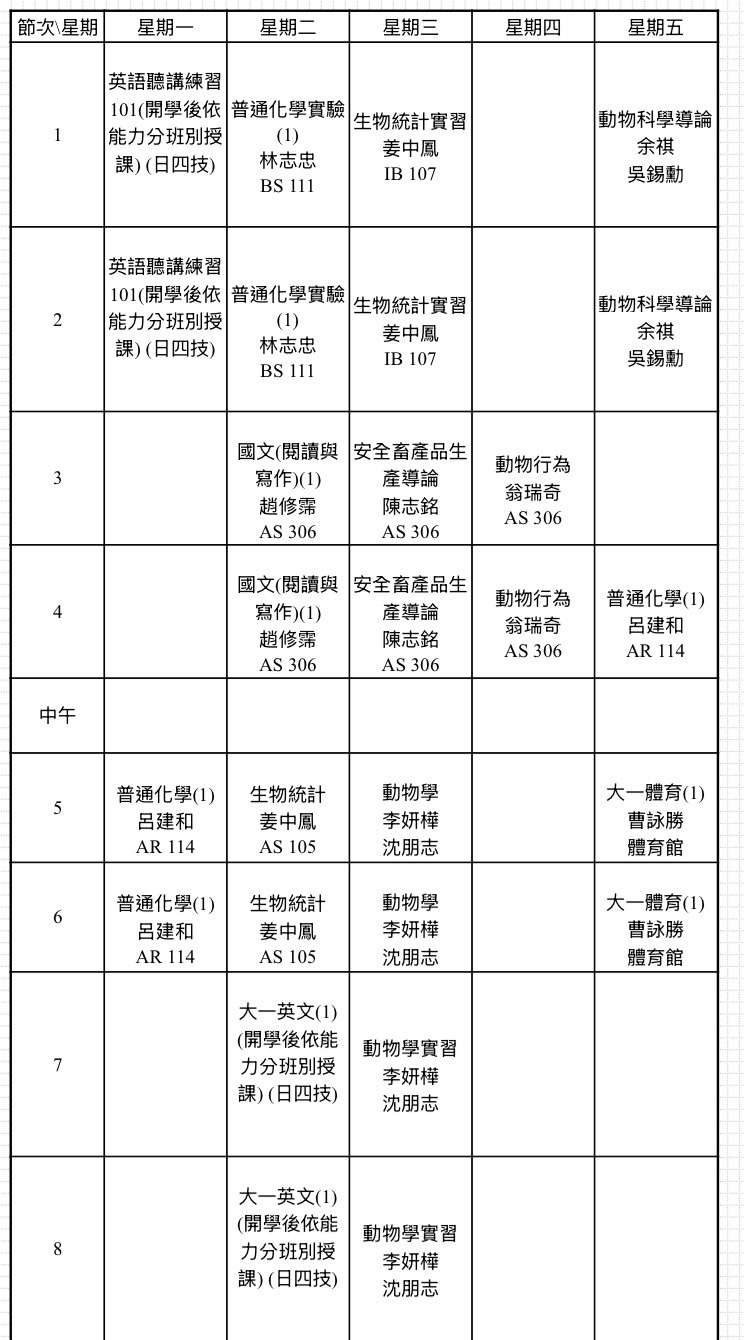 節次\星期 星期一 星期二 星期三 星期四 星期五
1
英語聽講練習
101(開學後依
能力分班別授
課) (日四技)
普通化學實驗
(1)
林志忠
BS 111
生物統計實習
姜中鳳
IB 107
動物科學導論
余祺
吳錫勳
2
英語聽講練習
101(開學後依
能力分班別授
課) (日四技)
普通化學實驗
(1)
林志忠
BS 111
生物統計實習
姜中鳳
IB 107
動物科學導論
余祺
吳錫勳
3
國文(閱讀與
寫作)(1)
趙修霈
AS 306
安全畜產品生
產導論
陳志銘
AS 306
動物行為
翁瑞奇
AS 306
4
國文(閱讀與
寫作)(1)
趙修霈
AS 306
安全畜產品生
產導論
陳志銘
AS 306
動物行為
翁瑞奇
AS 306
普通化學(1)
呂建和
AR 114
中午
5
普通化學(1)
呂建和
AR 114
生物統計
姜中鳳
AS 105
動物學
李妍樺
沈朋志
大一體育(1)
曹詠勝
體育館
6
普通化學(1)
呂建和
AR 114
生物統計
姜中鳳
AS 105
動物學
李妍樺
沈朋志
大一體育(1)
曹詠勝
體育館
7
大一英文(1)
(開學後依能
力分班別授
課) (日四技)
動物學實習
李妍樺
沈朋志
8
大一英文(1)
(開學後依能
力分班別授
課) (日四技)
動物學實習
李妍樺
沈朋志